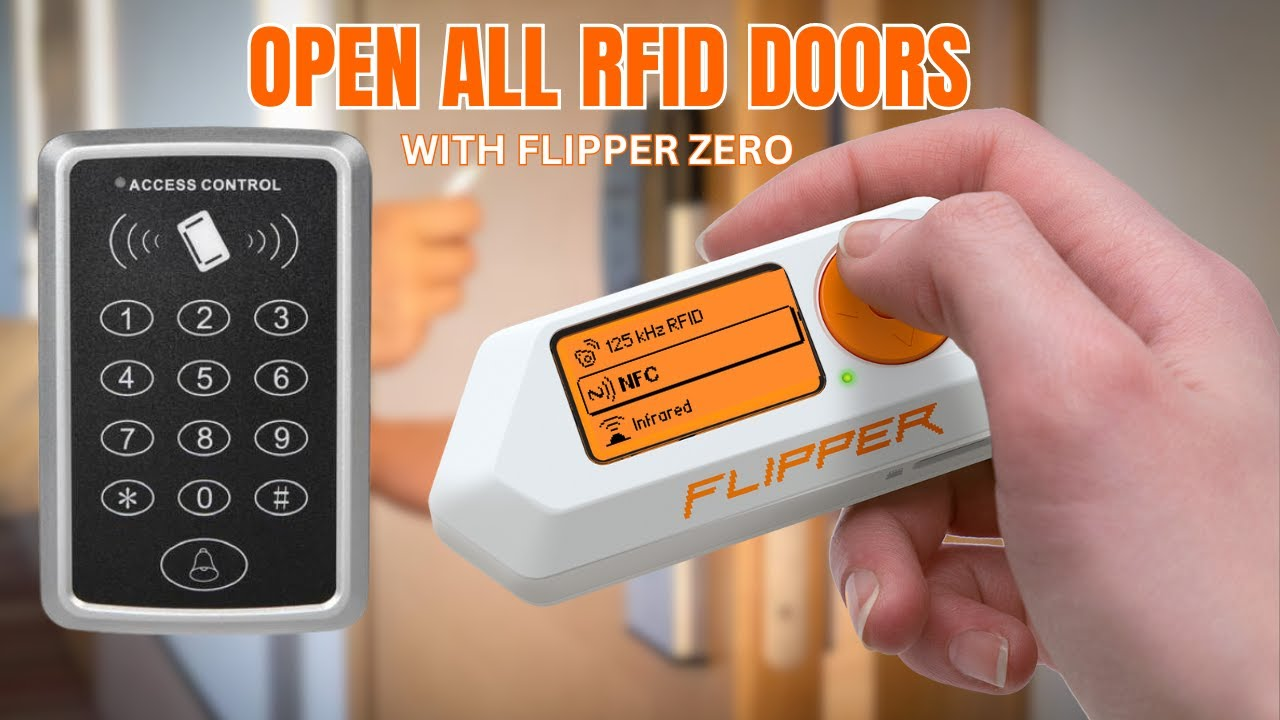 OPEN ALL RFID DOORS
WITH FLIPPER ZERO
ACCESS CONTROL
1 2 3
4 5 6
7 8 9
* 0 #
125 kHz RFID
NFC
Infrared
FLIPPER